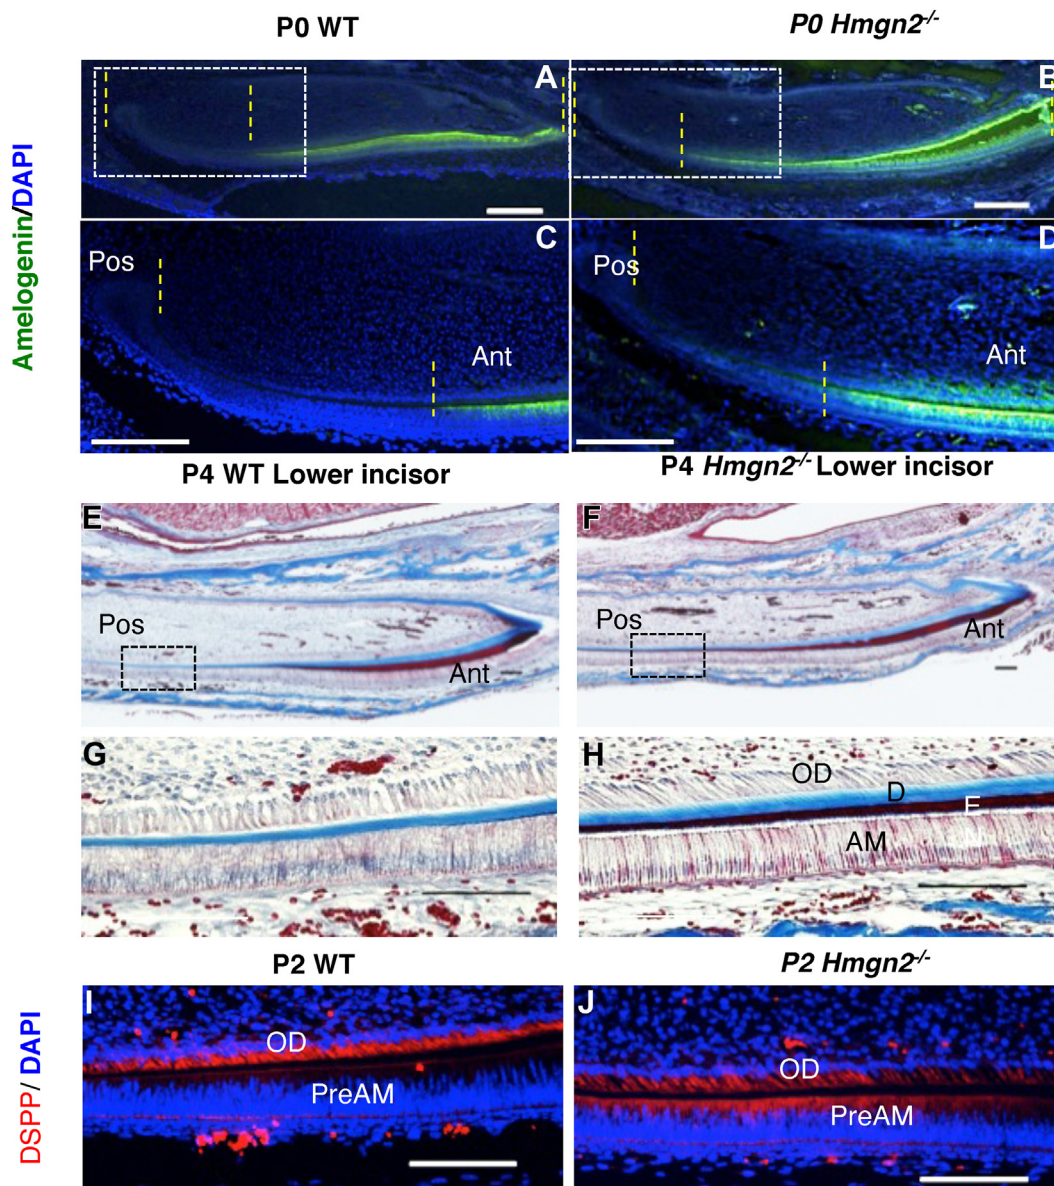 P0 WT
P0 Hmgn2-/-
Amelogenin/DAPI
A
B
C
Pos
Ant
D
Pos
Ant
P4 WT Lower incisor
P4 Hmgn2-/- Lower incisor
E
Pos
Ant
F
Pos
Ant
G
H
OD
D
E
AM
P2 WT
P2 Hmgn2-/-
DSPP/ DAPI
I
OD
PreAM
J
OD
PreAM